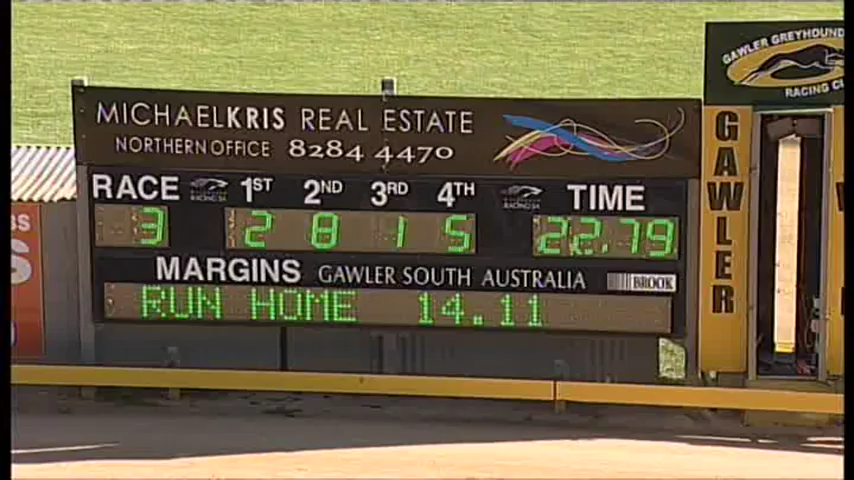 GAWLER GREYHOUND
RACING CL
MICHAELKRIS REAL ESTATE
NORTHERN OFFICE 8284 4470
RACE 1ST 2ND 3RD 4TH TIME
3 2 8 1 5 22.79
MARGINS GAWLER SOUTH AUSTRALIA BROOK
RUN HOME 14.11
GAWLER
BS
S